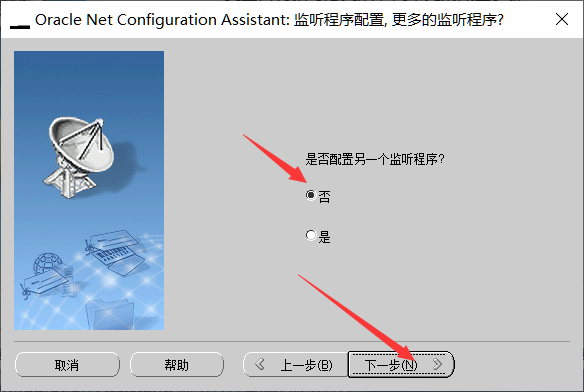 Oracle Net Configuration Assistant: 监听程序配置, 更多的监听程序?
是否配置另一个监听程序?
否
是
取消
帮助
上一步(B)
下一步(N)